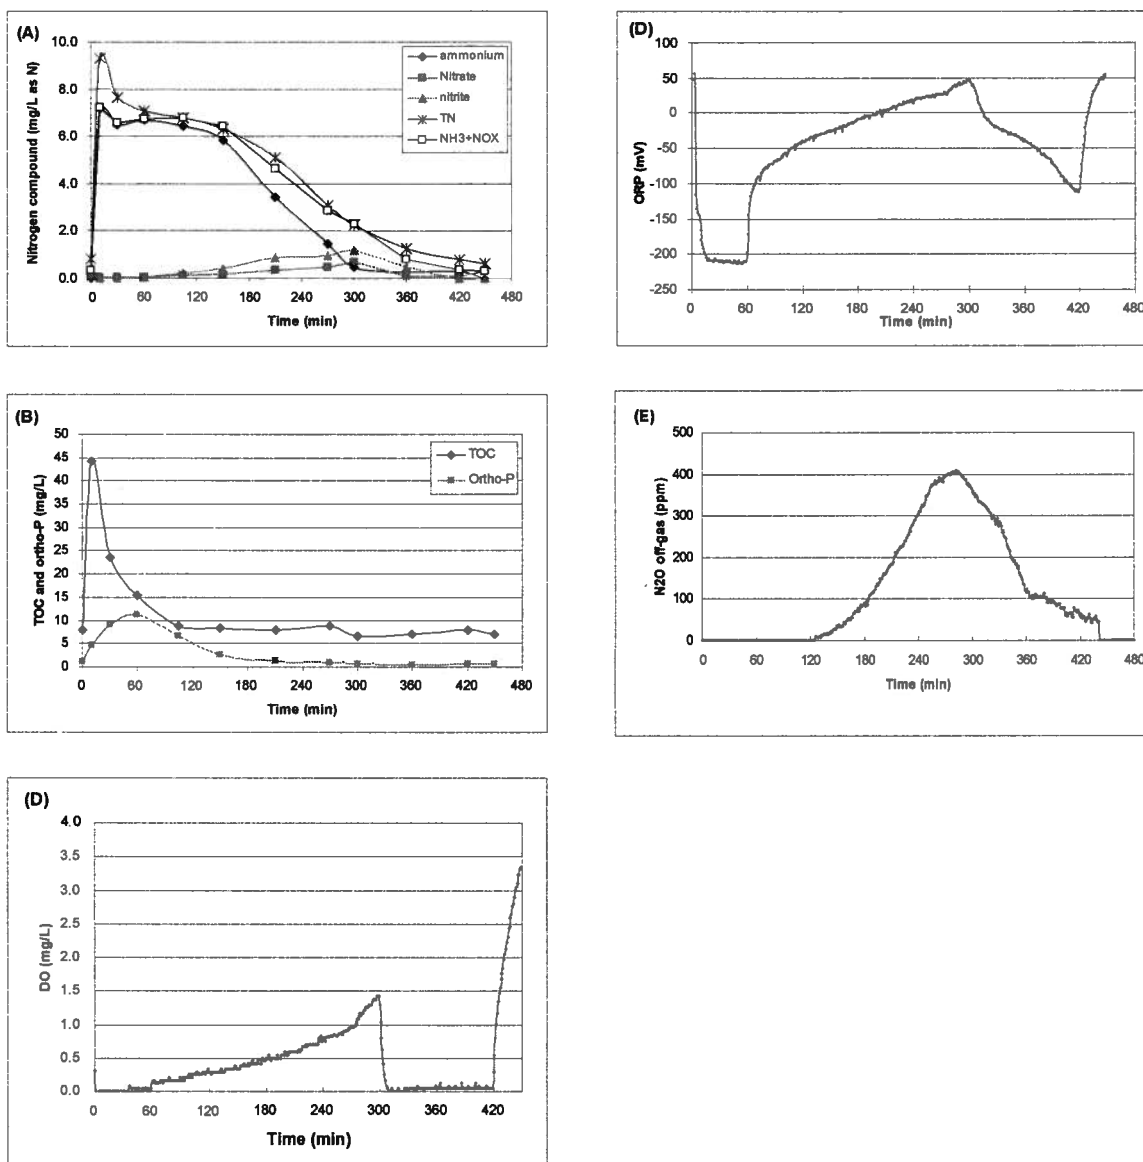 (A)
Nitrogen compound (mg/L as N)
10.0
8.0
6.0
4.0
2.0
0.0
0 60 120 180 240 300 360 420 480
Time (min)
ammonium
Nitrate
nitrite
TN
NH3+NOX
(D)
ORP (mV)
100
50
0
-50
-100
-150
-200
-250
0 60 120 180 240 300 360 420 480
Time (min)
(B)
TOC and ortho-P (mg/L)
50
45
40
35
30
25
20
15
10
5
0
0 60 120 180 240 300 360 420 480
Time (min)
TOC
Ortho-P
(E)
N2O off-gas (ppm)
500
400
300
200
100
0
0 60 120 180 240 300 360 420 480
Time (min)
(D)
DO (mg/L)
4.0
3.5
3.0
2.5
2.0
1.5
1.0
0.5
0.0
0 60 120 180 240 300 360 420
Time (min)